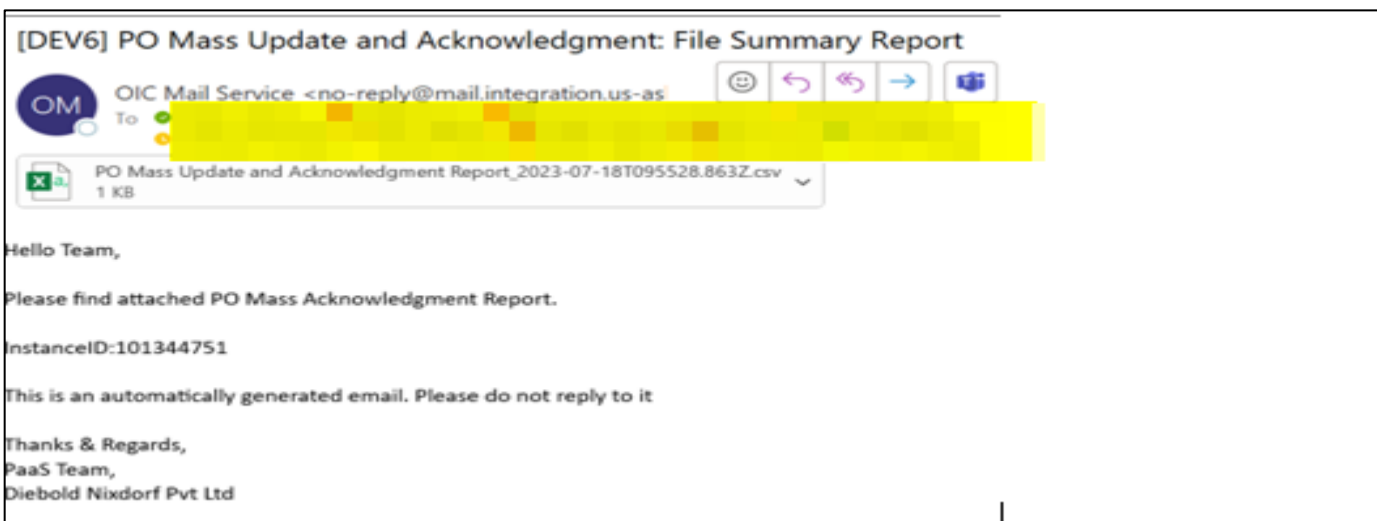 [DEV6] PO Mass Update and Acknowledgment: File Summary Report
OM
OIC Mail Service <no-reply@mail.integration.us-as
To
PO Mass Update and Acknowledgment Report_2023-07-18T095528.863Z.csv
1 KB
Hello Team,
Please find attached PO Mass Acknowledgment Report.
InstanceID:101344751
This is an automatically generated email. Please do not reply to it
Thanks & Regards,
PaaS Team,
Diebold Nixdorf Pvt Ltd